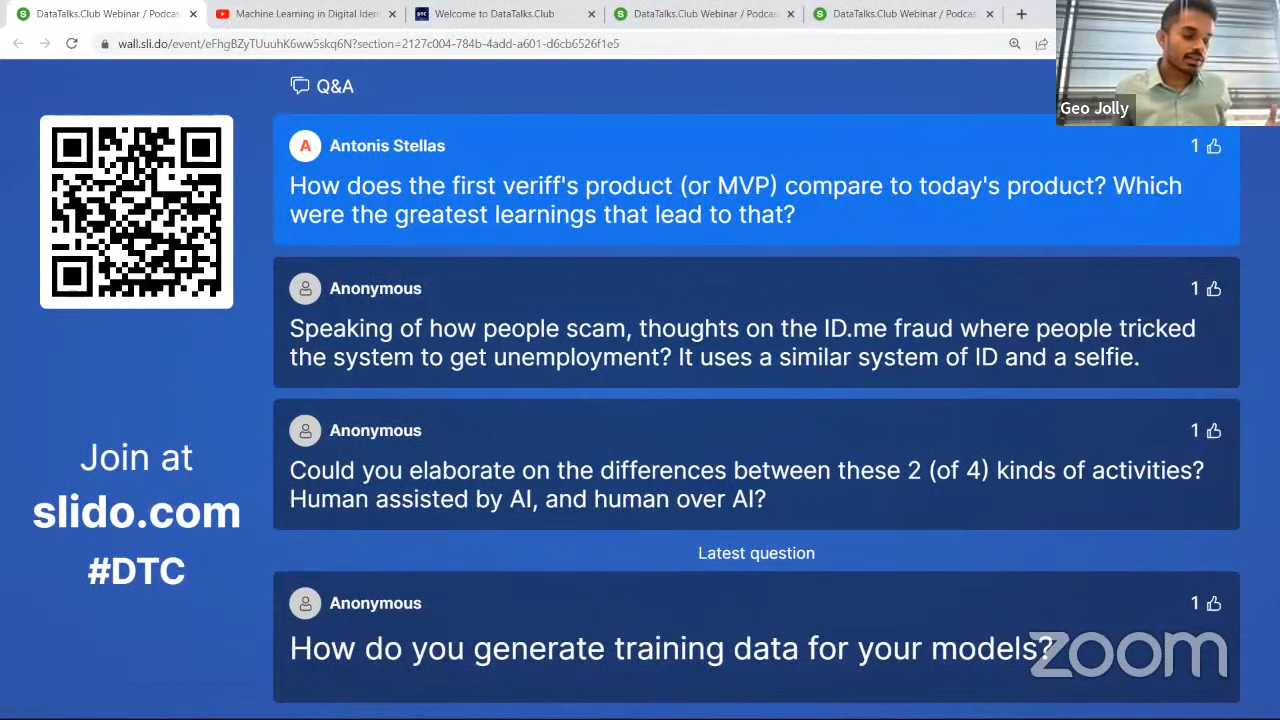 DataTalks.Club Webinar / Podcas
Machine Learning in Digital Iden
DTC
Welcome to DataTalks.Club
DataTalks.Club Webinar / Podcas
DataTalks.Club Webinar / Podcas
wall.sli.do/event/eFhgBZyTUuuhK6ww5skq6N?section=2127c004-784b-4add-a601-d6cb6526f1e5
Geo Jolly
Q&A
A
Antonis Stellas
1
How does the first veriff's product (or MVP) compare to today's product? Which
were the greatest learnings that lead to that?
Anonymous
1
Speaking of how people scam, thoughts on the ID.me fraud where people tricked
the system to get unemployment? It uses a similar system of ID and a selfie.
Anonymous
1
Could you elaborate on the differences between these 2 (of 4) kinds of activities?
Human assisted by AI, and human over AI?
Latest question
Anonymous
1
How do you generate training data for your models?
Join at
slido.com
#DTC
zoom